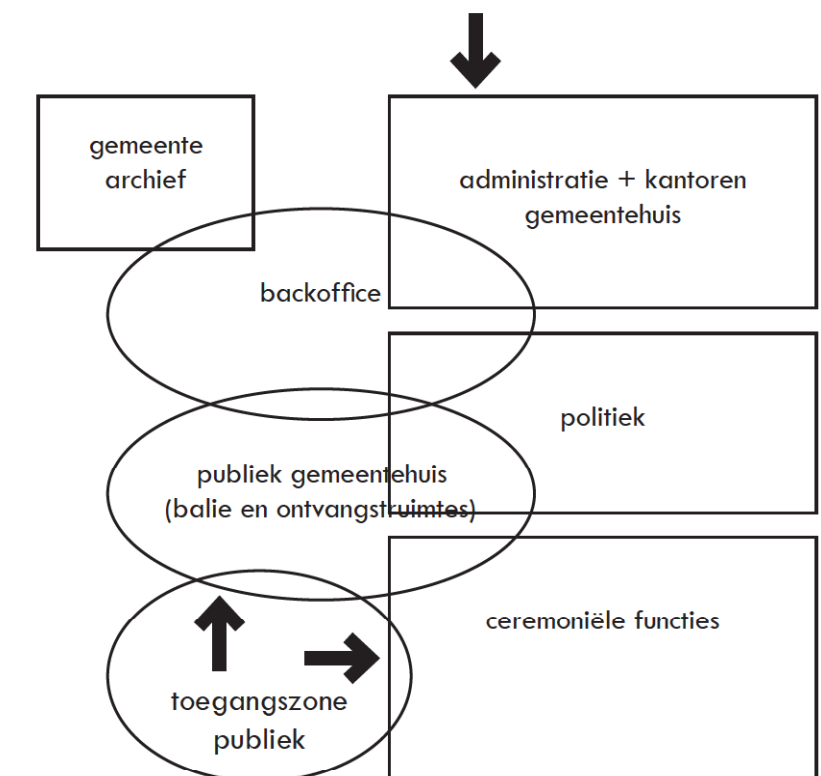 gemeente
archief
administratie + kantoren
gemeentehuis
backoffice
politiek
publiek gemeentehuis
(balie en ontvangstruimtes)
ceremoniële functies
toegangszone
publiek